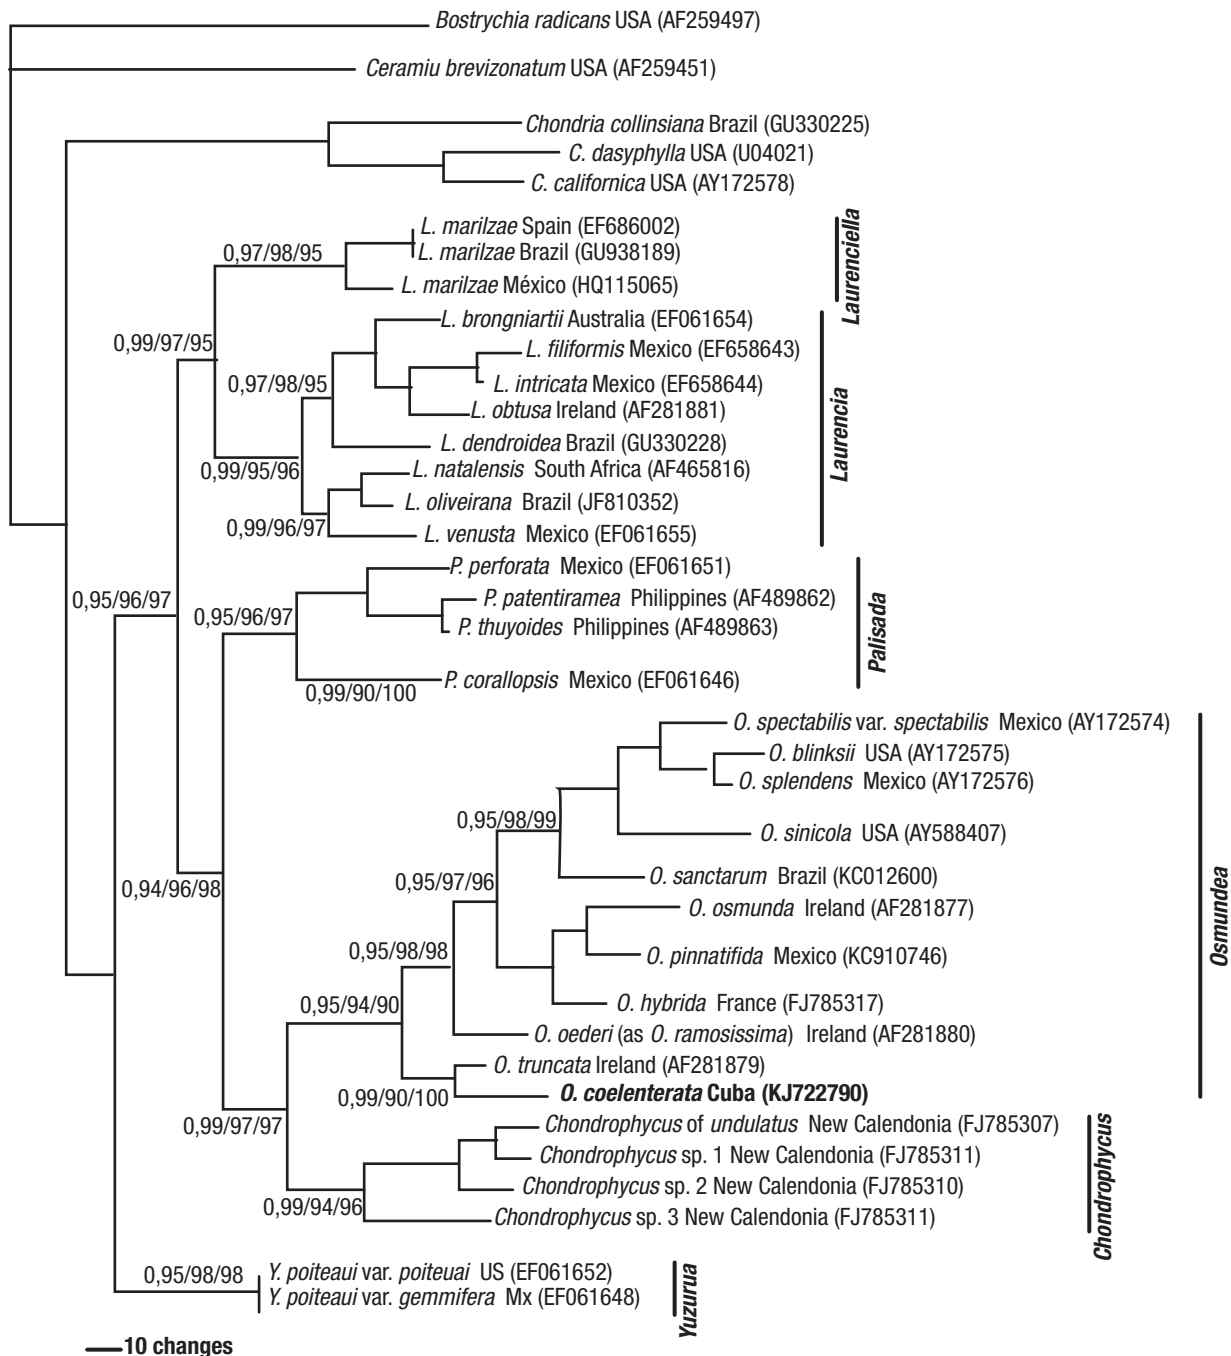 Bostrychia radicans USA (AF259497)
Ceramiu brevizonatum USA (AF259451)
Chondria collinsiana Brazil (GU330225)
C. dasyphylla USA (U04021)
C. californica USA (AY172578)
L. marilzae Spain (EF686002)
0,97/98/95
L. marilzae Brazil (GU938189)
L. marilzae México (HQ115065)
Laurenciella
L. brongniartii Australia (EF061654)
0,99/97/95
L. filiformis Mexico (EF658643)
0,97/98/95
L. intricata Mexico (EF658644)
L. obtusa Ireland (AF281881)
L. dendroidea Brazil (GU330228)
Laurencia
0,99/95/96
L. natalensis South Africa (AF465816)
L. oliveirana Brazil (JF810352)
0,99/96/97
L. venusta Mexico (EF061655)
P. perforata Mexico (EF061651)
0,95/96/97
0,95/96/97
P. patentiramea Philippines (AF489862)
P. thuyoides Philippines (AF489863)
Palisada
P. corallopsis Mexico (EF061646)
0,99/90/100
O. spectabilis var. spectabilis Mexico (AY172574)
O. blinksii USA (AY172575)
O. splendens Mexico (AY172576)
0,95/98/99
O. sinicola USA (AY588407)
0,95/97/96
O. sanctarum Brazil (KC012600)
0,94/96/98
O. osmunda Ireland (AF281877)
Osmundea
0,95/98/98
O. pinnatifida Mexico (KC910746)
0,95/94/90
O. hybrida France (FJ785317)
O. oederi (as O. ramosissima) Ireland (AF281880)
O. truncata Ireland (AF281879)
O. coelenterata Cuba (KJ722790)
0,99/90/100
0,99/97/97
Chondrophycus of undulatus New Calendonia (FJ785307)
Chondrophycus sp. 1 New Calendonia (FJ785311)
Chondrophycus sp. 2 New Calendonia (FJ785310)
0,99/94/96
Chondrophycus sp. 3 New Calendonia (FJ785311)
Chondrophycus
0,95/98/98
Y. poiteaui var. poiteuai US (EF061652)
Y. poiteaui var. gemmifera Mx (EF061648)
Yuzurua
10 changes